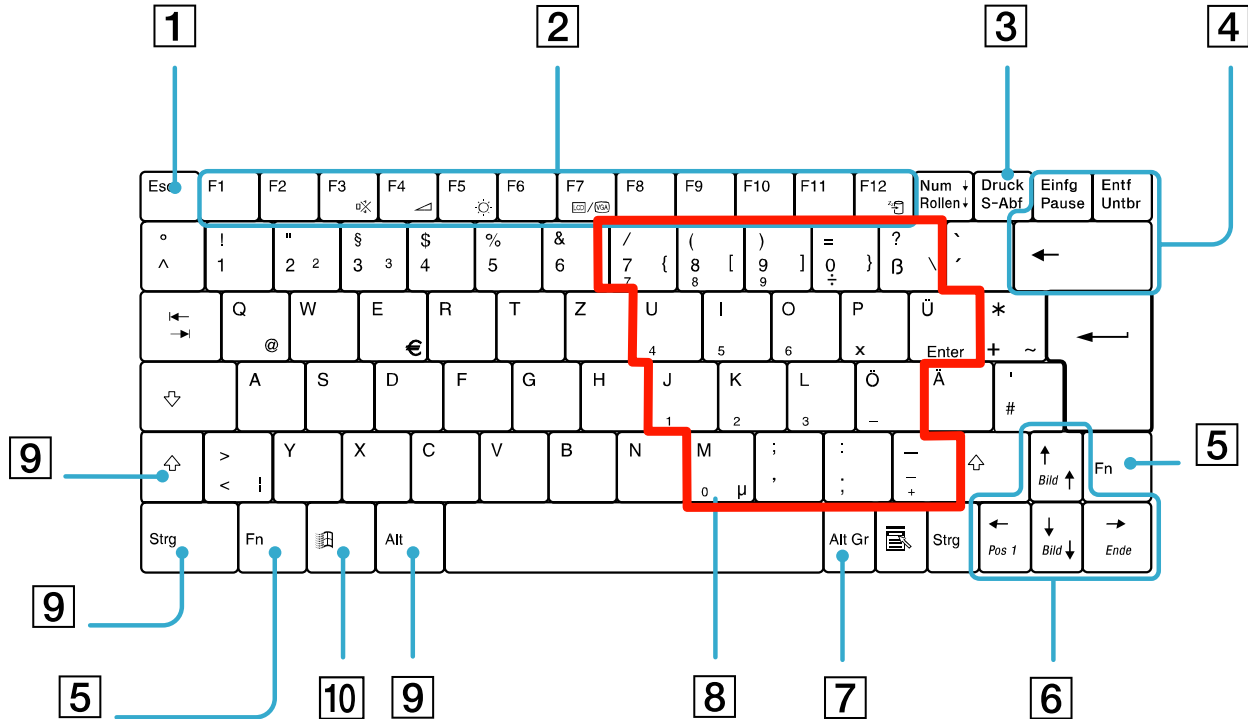 1 2 3 4
Esc F1 F2 F3 F4 F5 F6 F7 F8 F9 F10 F11 F12 Num ↓ Druck Einfg Entf
LCD / VGA Rollen ↓ S-Abf Pause Untbr
° ! " § $ % & / ( ) = ? `
^ 1 2 ² 3 ³ 4 5 6 7 { 8 [ 9 ] 0 } ß \ ´ ←
7 8 9 ÷
Q W E R T Z U I O P Ü *
@ € 4 5 6 x Enter + ~
A S D F G H J K L Ö Ä '
1 2 3 – #
9 5
> Y X C V B N M ; : — ↑ Fn
< ¦ 0 µ , . – Bild ↑
+
Strg Fn Alt Alt Gr Strg ← ↓ →
Pos 1 Bild ↓ Ende
9
5 10 9 8 7 6